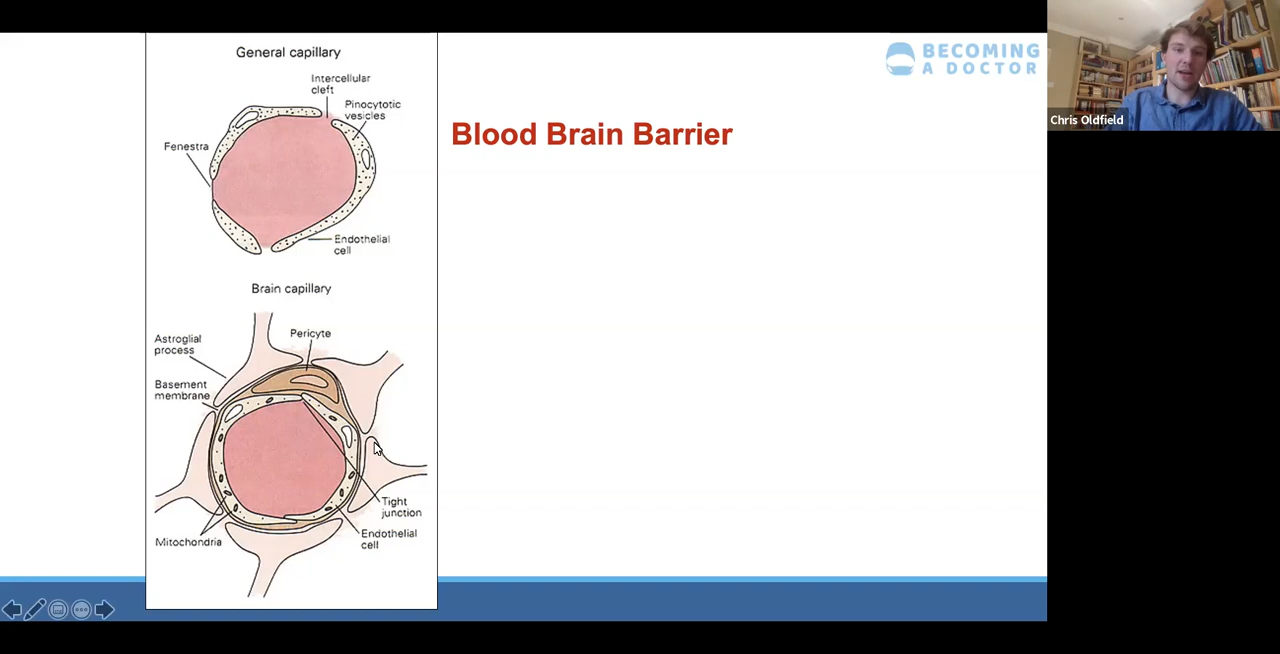 General capillary
Intercellular
cleft
Pinocytotic
vesicles
Fenestra
Endothelial
cell
Brain capillary
Astroglial
process
Pericyte
Basement
membrane
Tight
junction
Endothelial
cell
Mitochondria
Blood Brain Barrier
BECOMING
A DOCTOR
Chris Oldfield